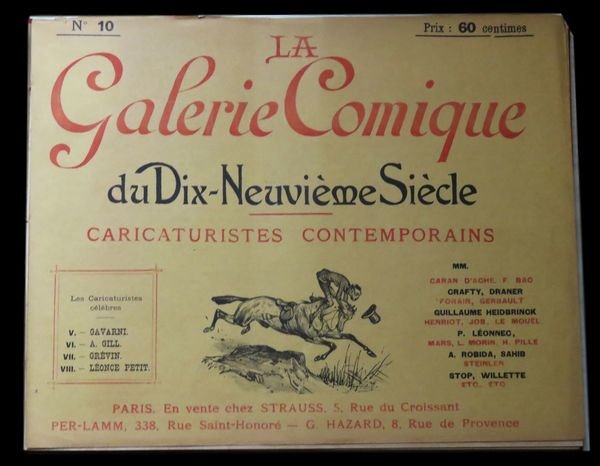 N° 10
Prix : 60 centimes
LA
Galerie Comique
du Dix-Neuvième Siècle
CARICATURISTES CONTEMPORAINS
Les Caricaturistes
célèbres
V. — GAVARNI.
VI. — A. GILL.
VII. — GRÉVIN.
VIII. — LÉONCE PETIT.
MM.
CARAN D'ACHE, F. BAC
CRAFTY, DRANER
FORAIN, GERBAULT
GUILLAUME HEIDBRINCK
HENRIOT, JOB, LE MOUËL
P. LÉONNEC,
MARS, L. MORIN, H. PILLE
A. ROBIDA, SAHIB
STEINLEN
STOP, WILLETTE
ETC., ETC.
PARIS. En vente chez STRAUSS, 5, Rue du Croissant
PER-LAMM, 338, Rue Saint-Honoré — G. HAZARD, 8, Rue de Provence